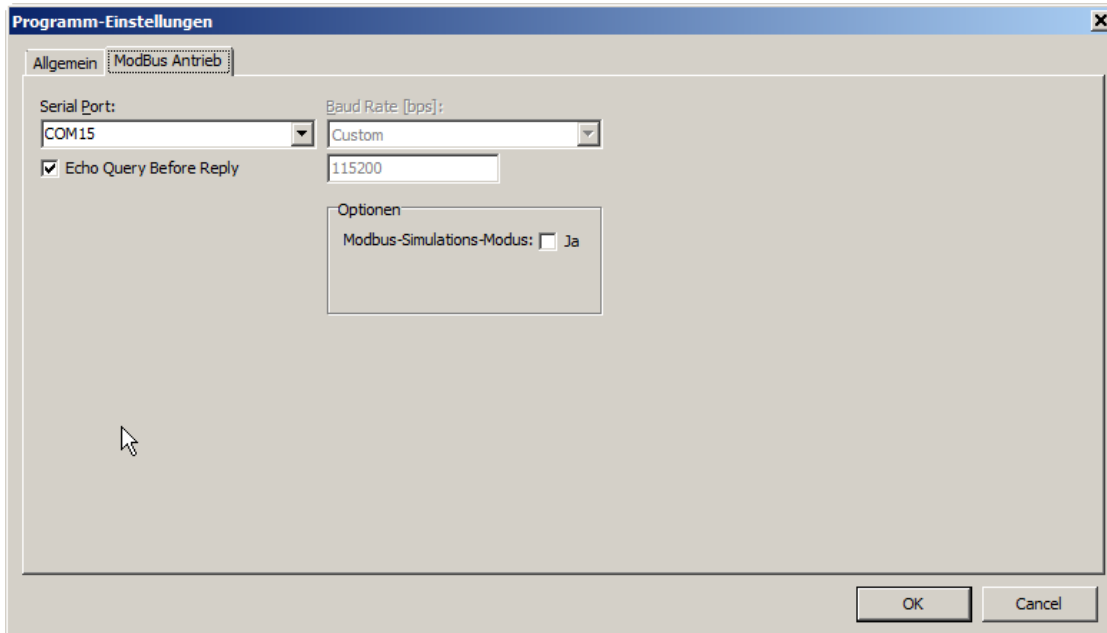 Programm-Einstellungen
Allgemein
ModBus Antrieb
Serial Port:
Baud Rate [bps]:
COM15
Custom
Echo Query Before Reply
115200
Optionen
Modbus-Simulations-Modus:
Ja
OK
Cancel